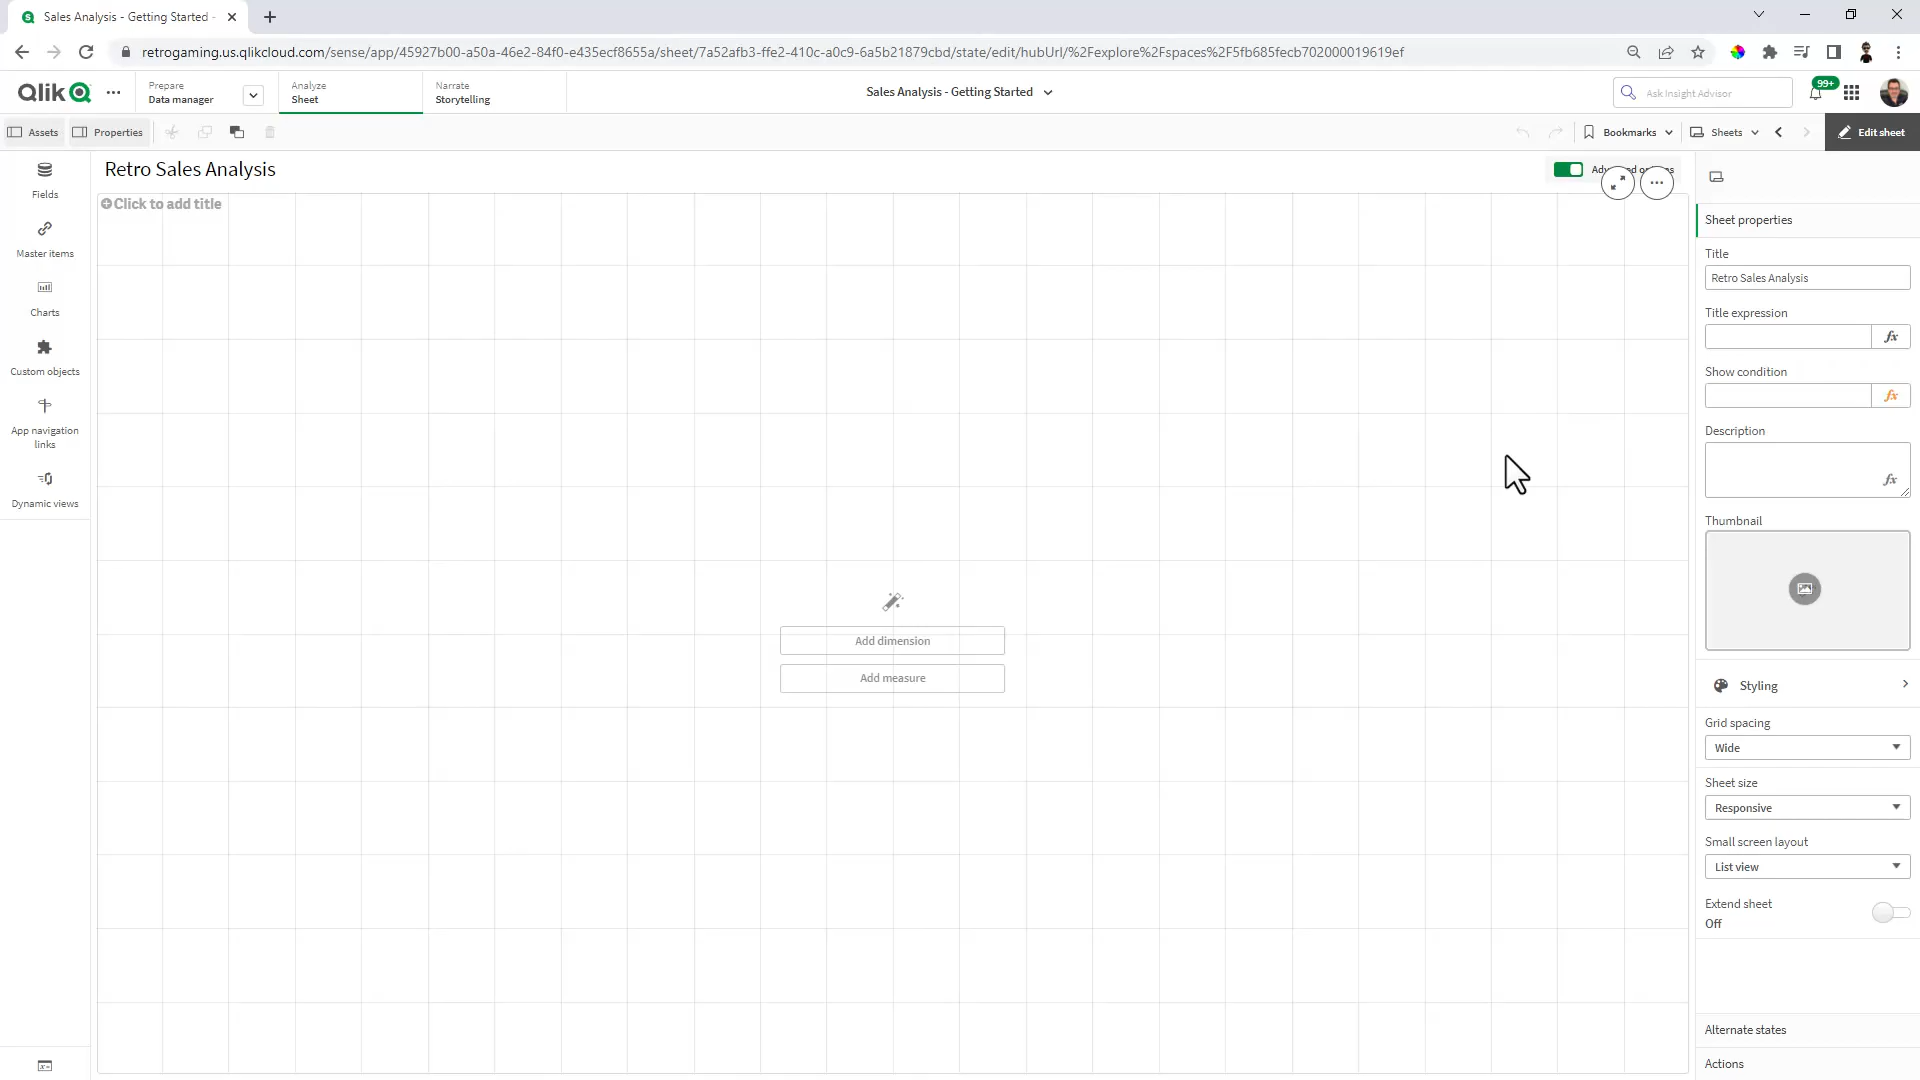 Sales Analysis - Getting Started -
retrogaming.us.qlikcloud.com/sense/app/45927b00-a50a-46e2-84f0-e435ecf8655a/sheet/7a52afb3-ffe2-410c-a0c9-6a5b21879cbd/state/edit/hubUrl/%2Fexplore%2Fspaces%2F5fb685fecb702000019619ef
Qlik
Prepare
Data manager
Analyze
Sheet
Narrate
Storytelling
Sales Analysis - Getting Started
Ask Insight Advisor
99+
Assets
Properties
Bookmarks
Sheets
Edit sheet
Retro Sales Analysis
Click to add title
Fields
Master items
Charts
Custom objects
App navigation
links
Dynamic views
Add dimension
Add measure
Sheet properties
Title
Retro Sales Analysis
Title expression
fx
Show condition
fx
Description
fx
Thumbnail
Styling
Grid spacing
Wide
Sheet size
Responsive
Small screen layout
List view
Extend sheet
Off
Alternate states
Actions